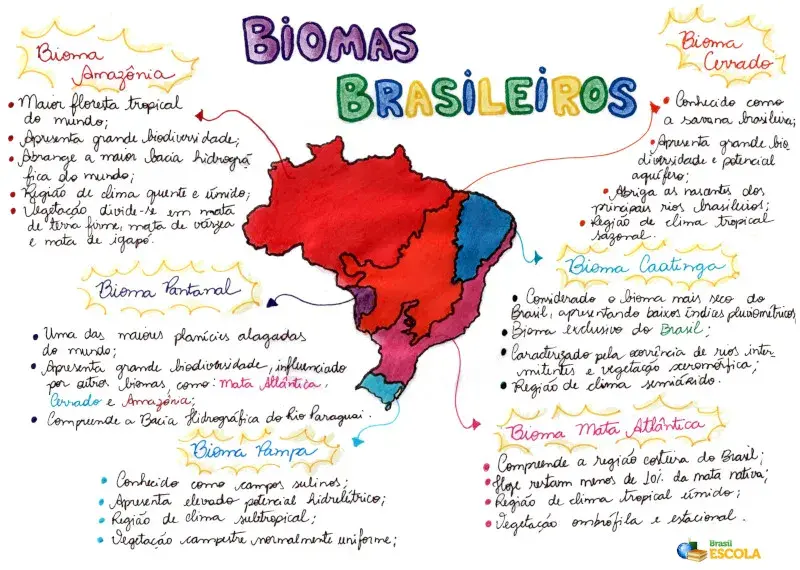 BIOMAS
BRASILEIROS
Bioma
Amazônia
• Maior floresta tropical
do mundo;
• Apresenta grande biodiversidade;
• Abrange a maior bacia hidrográ
fica do mundo;
• Região de clima quente e úmido;
• Vegetação divide-se em mata
de terra firme, mata de várzea
e mata de igapó.
Bioma
Cerrado
• Conhecido como
a savana brasileira;
• Apresenta grande bio
diversidade e potencial
aquífero;
• Abriga as nascentes dos
principais rios brasileiros;
• Região de clima tropical
sazonal.
Bioma Pantanal
• Uma das maiores planícies alagadas
do mundo;
• Apresenta grande biodiversidade, influenciado
por outros biomas, como: Mata Atlântica,
Cerrado e Amazônia;
• Compreende a Bacia Hidrográfica do Rio Paraguai.
Bioma Caatinga
• Considerado o bioma mais seco do
Brasil, apresentando baixos índices pluviométricos;
• Bioma exclusivo do Brasil;
• Caracterizado pela ocorrência de rios inter
mitentes e vegetação xeromórfica;
• Região de clima semiárido.
Bioma Pampa
• Conhecido como campos sulinos;
• Apresenta elevado potencial hidrelétrico;
• Região de clima subtropical;
• Vegetação campestre normalmente uniforme;
Bioma Mata Atlântica
• Compreende a região costura do Brasil;
• Hoje restam menos de 10% da mata nativa;
• Região de clima tropical úmido;
• Vegetação ombrófila e estacional.
Brasil
ESCOLA